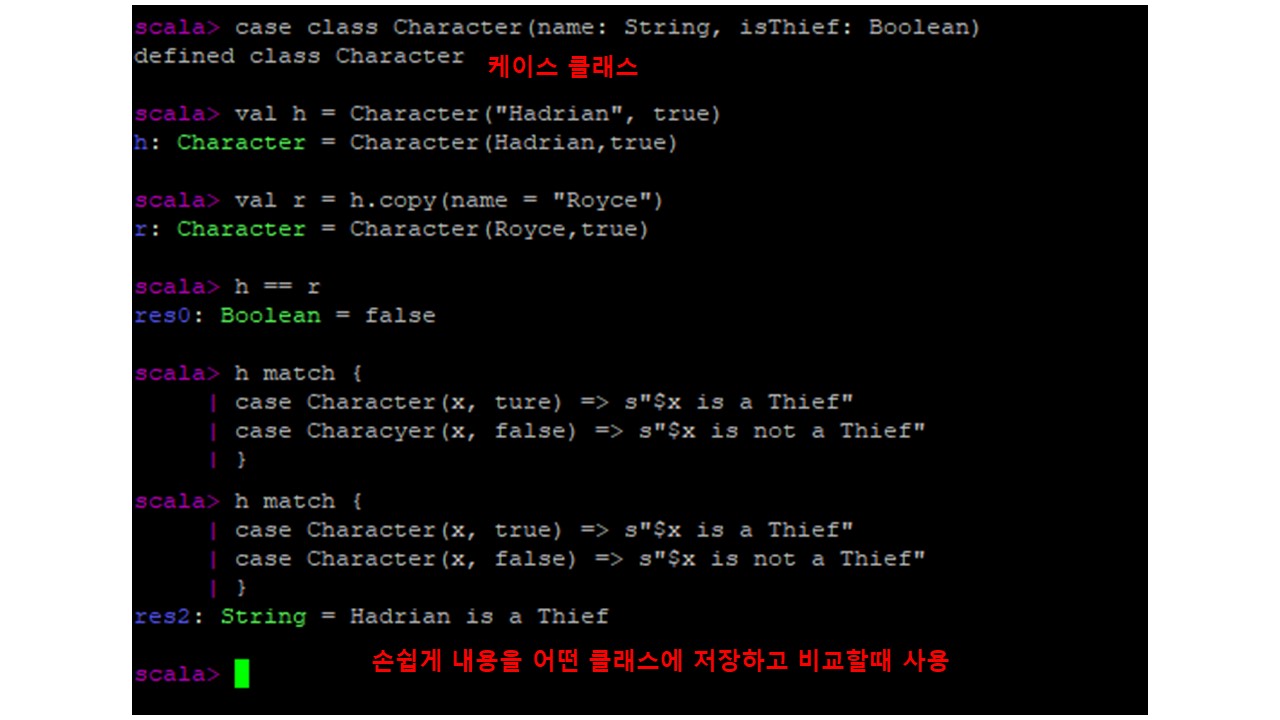 scala> case class Character(name: String, isThief: Boolean)
defined class Character
케이스 클래스
scala> val h = Character("Hadrian", true)
h: Character = Character(Hadrian,true)
scala> val r = h.copy(name = "Royce")
r: Character = Character(Royce,true)
scala> h == r
res0: Boolean = false
scala> h match {
| case Character(x, ture) => s"$x is a Thief"
| case Characyer(x, false) => s"$x is not a Thief"
| }
scala> h match {
| case Character(x, true) => s"$x is a Thief"
| case Character(x, false) => s"$x is not a Thief"
| }
res2: String = Hadrian is a Thief
손쉽게 내용을 어떤 클래스에 저장하고 비교할때 사용
scala>